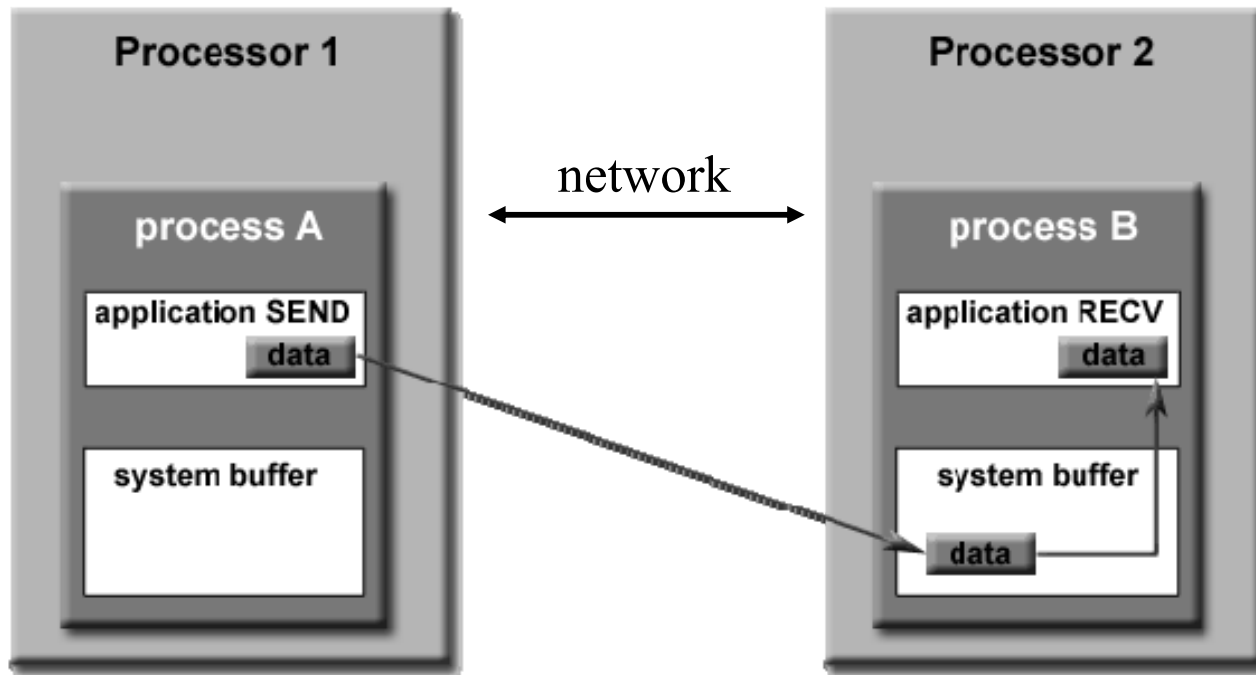 Processor 1
process A
application SEND
data
system buffer
network
Processor 2
process B
application RECV
data
system buffer
data